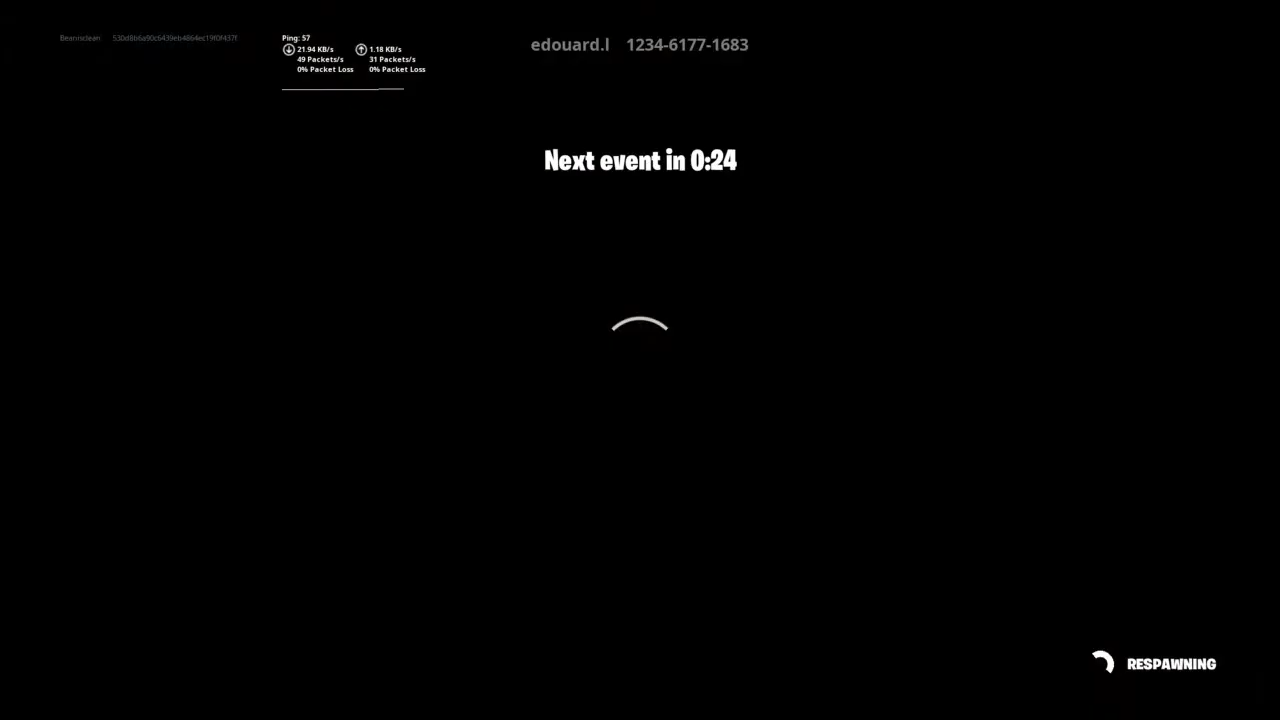 Ping: 57
21.94 KB/s 1.18 KB/s
49 Packets/s 31 Packets/s
0% Packet Loss 0% Packet Loss
edouard.l 1234-6177-1683
Next event in 0:24
RESPAWNING